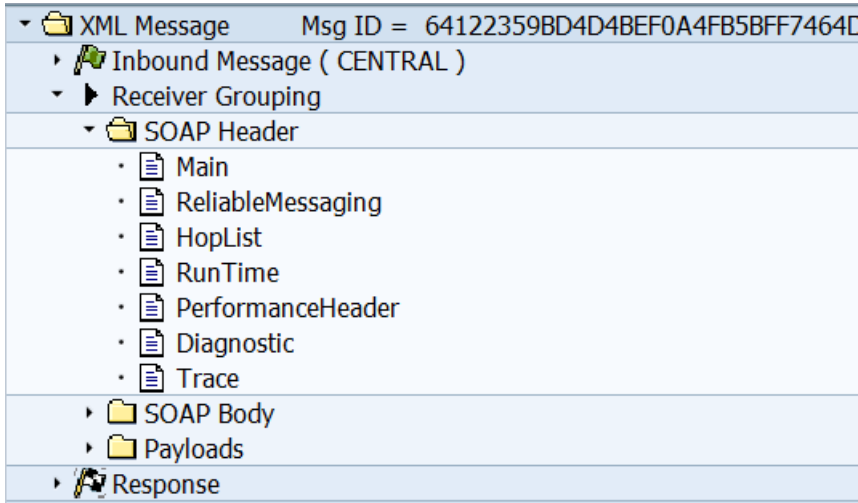 XML Message Msg ID = 64122359BD4D4BEF0A4FB5BFF7464D
Inbound Message ( CENTRAL )
Receiver Grouping
SOAP Header
Main
ReliableMessaging
HopList
RunTime
PerformanceHeader
Diagnostic
Trace
SOAP Body
Payloads
Response